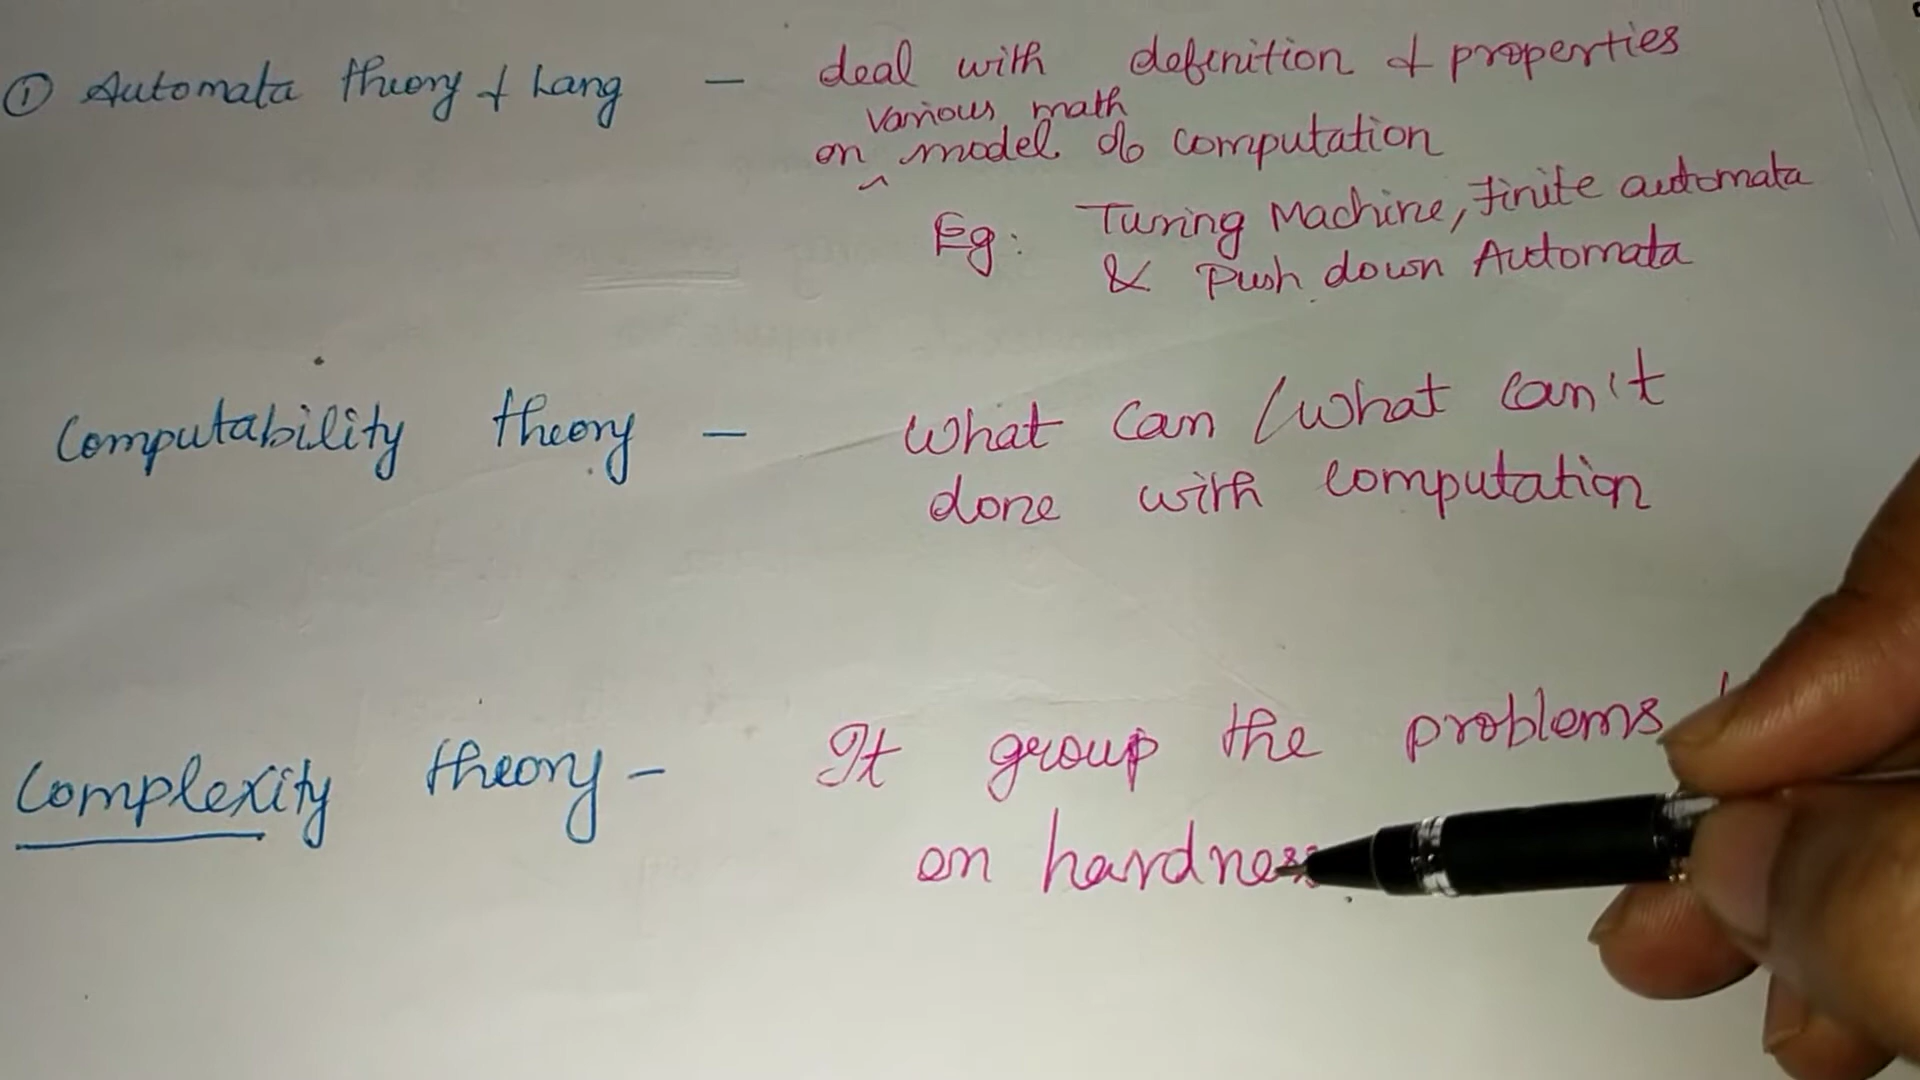 ① Automata theory & Lang - deal with definition & properties
various math
on model of computation
Eg: Turing Machine, finite automata
& Push down Automata
Computability theory - What can / what can't
done with computation
Complexity theory - It group the problems
on hardness